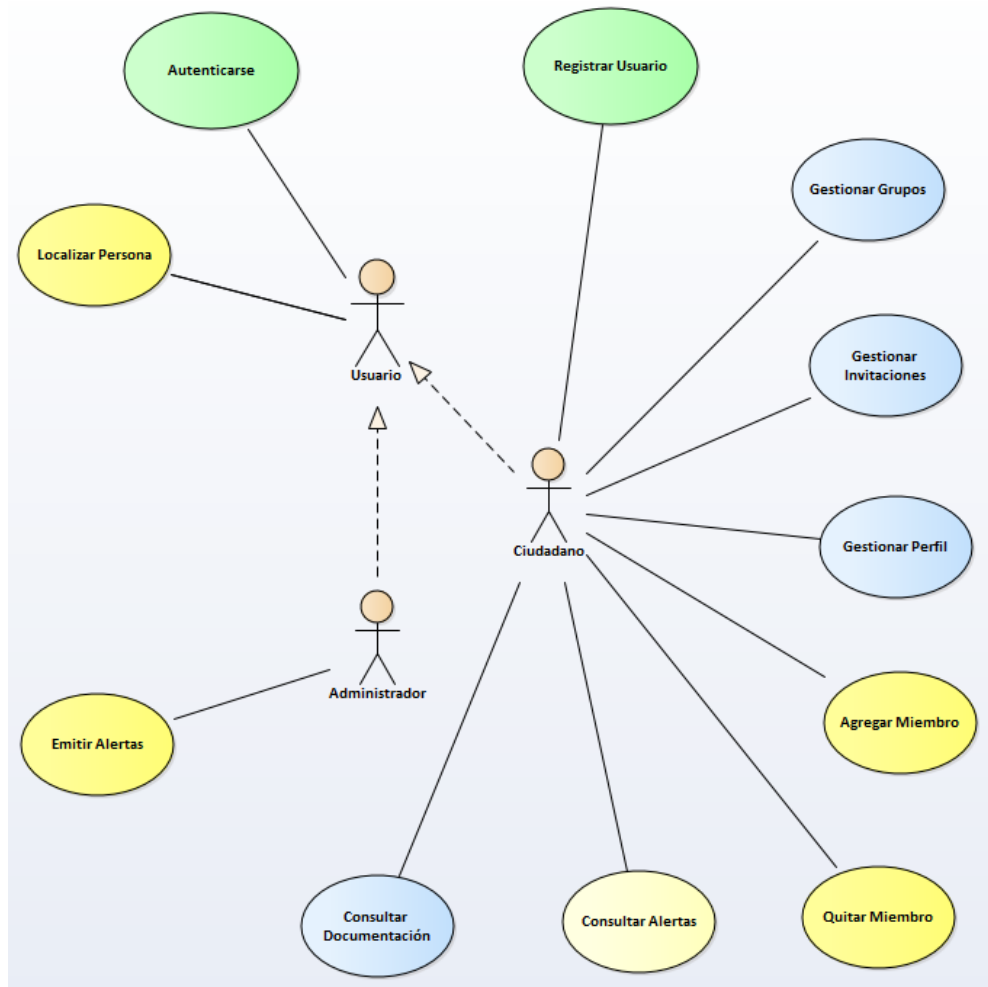 Autenticarse
Registrar Usuario
Gestionar Grupos
Localizar Persona
Gestionar
Invitaciones
Usuario
Ciudadano
Gestionar Perfil
Administrador
Agregar Miembro
Emitir Alertas
Consultar
Documentación
Consultar Alertas
Quitar Miembro